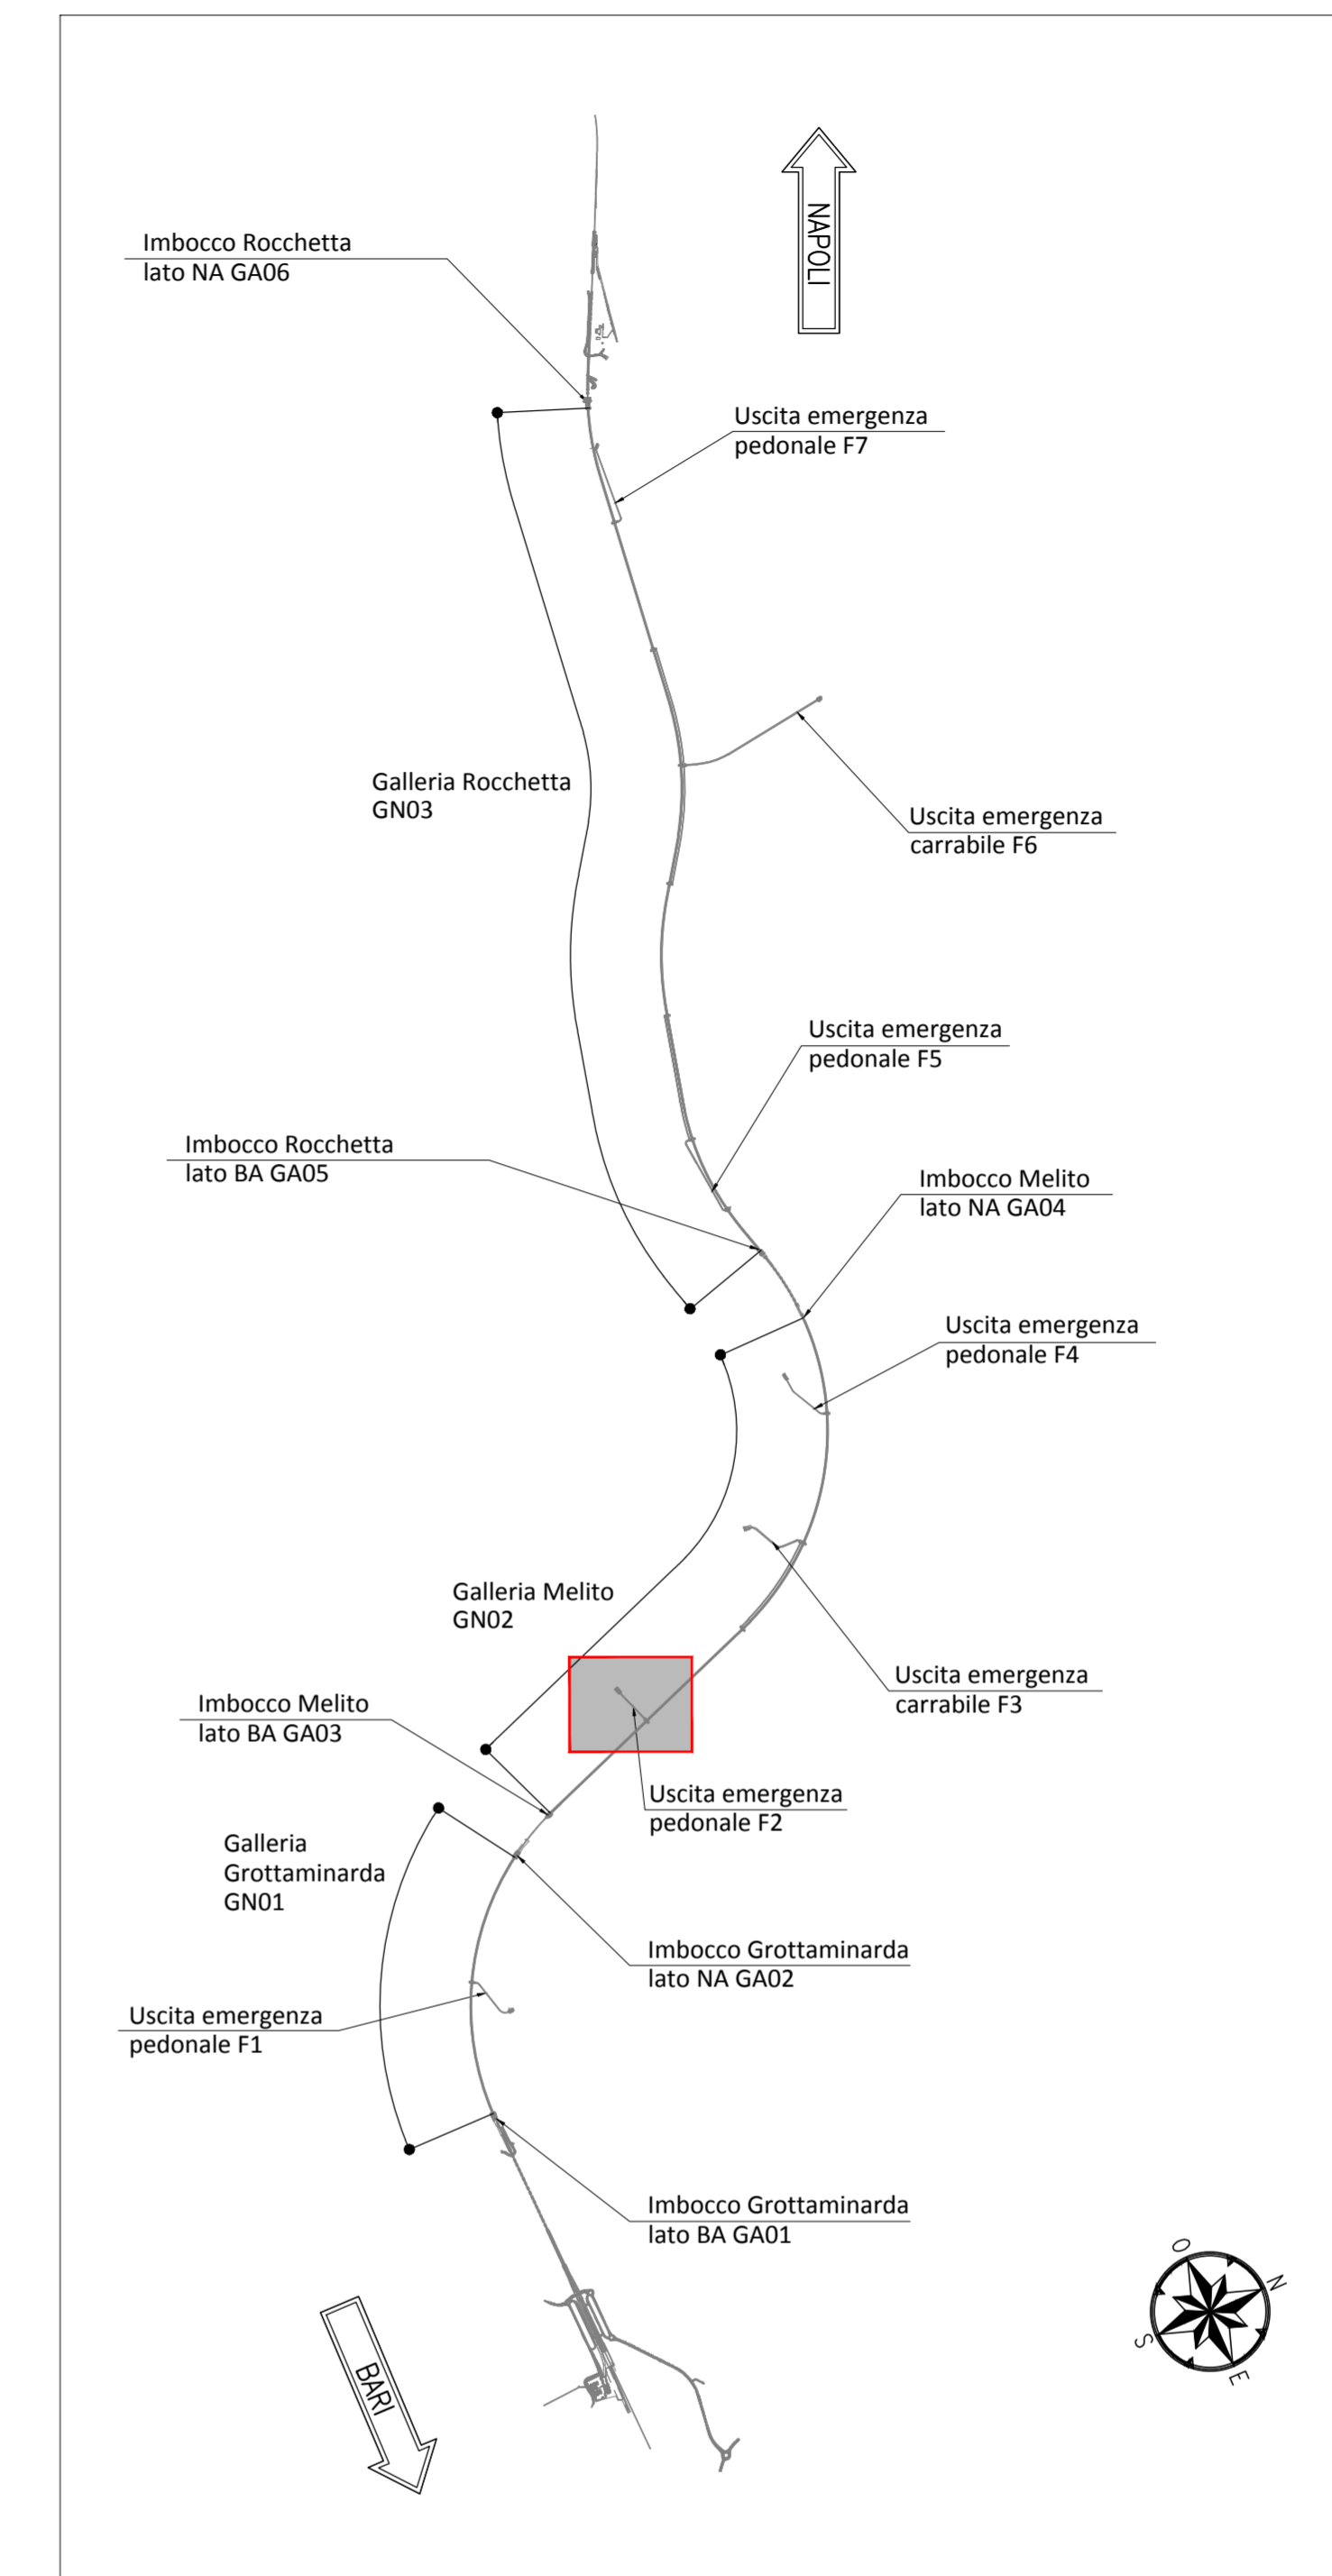 NAPOLI
Imbocco Rocchetta
lato NA GA06
Uscita emergenza
pedonale F7
Galleria Rocchetta
GN03
Uscita emergenza
carrabile F6
Uscita emergenza
pedonale F5
Imbocco Rocchetta
lato BA GA05
Imbocco Melito
lato NA GA04
Uscita emergenza
pedonale F4
Galleria Melito
GN02
Uscita emergenza
carrabile F3
Imbocco Melito
lato BA GA03
Uscita emergenza
pedonale F2
Galleria
Grottaminarda
GN01
Imbocco Grottaminarda
lato NA GA02
Uscita emergenza
pedonale F1
Imbocco Grottaminarda
lato BA GA01
O
N
S
E
BARI